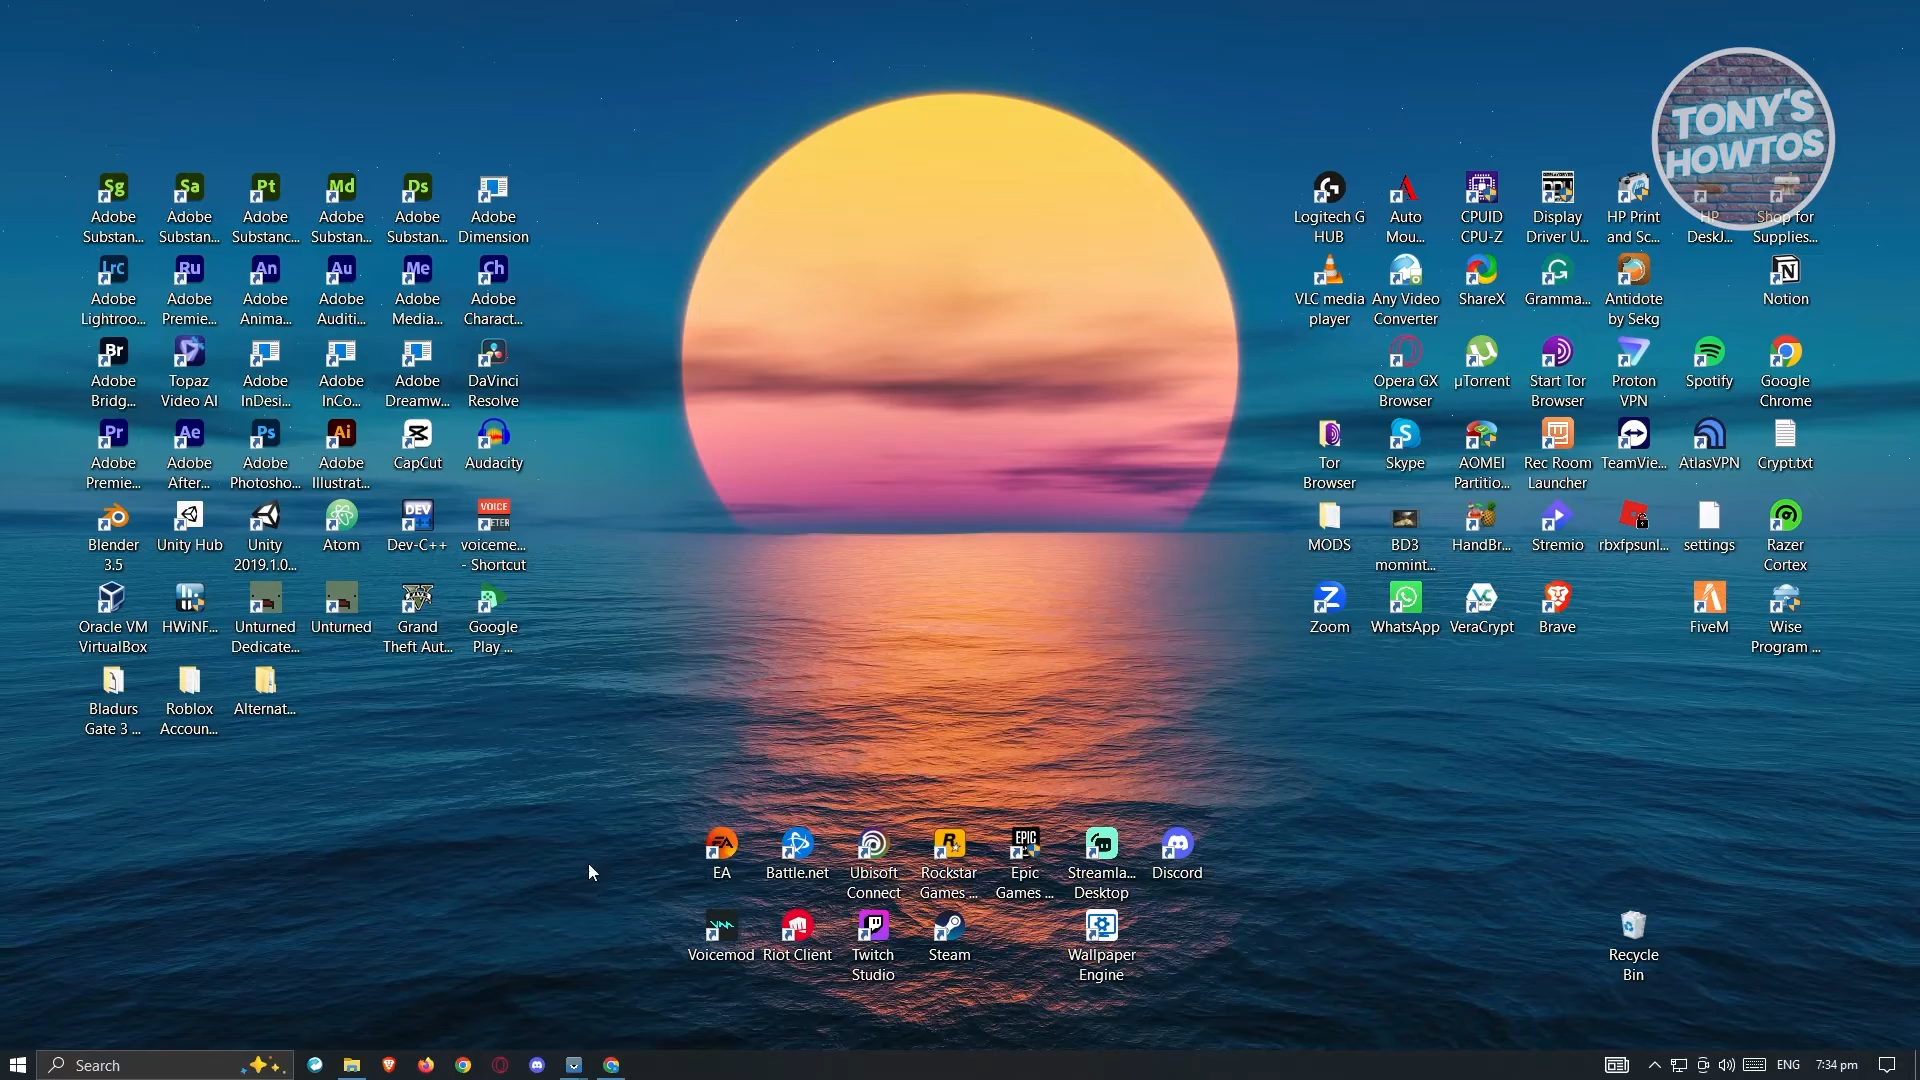 TONY'S
HOWTOS
Adobe
Substan...
Adobe
Substan...
Adobe
Substanc...
Adobe
Substan...
Adobe
Substan...
Adobe
Dimension
Adobe
Lightroo...
Adobe
Premie...
Adobe
Anima...
Adobe
Auditi...
Adobe
Media...
Adobe
Charact...
Adobe
Bridg...
Topaz
Video AI
Adobe
InDesi...
Adobe
InCo...
Adobe
Dreamw...
DaVinci
Resolve
Adobe
Premie...
Adobe
After...
Adobe
Photosho...
Adobe
Illustrat...
CapCut
Audacity
Blender
3.5
Unity Hub
Unity
2019.1.0...
Atom
Dev-C++
voiceme...
- Shortcut
Oracle VM
VirtualBox
HWiNF...
Unturned
Dedicate...
Unturned
Grand
Theft Aut...
Google
Play ...
Bladurs
Gate 3 ...
Roblox
Accoun...
Alternat...
Logitech G
HUB
Auto
Mou...
CPUID
CPU-Z
Display
Driver U...
HP Print
and Sc...
HP
DeskJ...
Shop for
Supplies...
VLC media
player
Any Video
Converter
ShareX
Gramma...
Antidote
by Sekg
Notion
Opera GX
Browser
µTorrent
Start Tor
Browser
Proton
VPN
Spotify
Google
Chrome
Tor
Browser
Skype
AOMEI
Partitio...
Rec Room
Launcher
TeamVie...
AtlasVPN
Crypt.txt
MODS
BD3
momint...
HandBr...
Stremio
rbxfpsunl...
settings
Razer
Cortex
Zoom
WhatsApp
VeraCrypt
Brave
FiveM
Wise
Program ...
EA
Battle.net
Ubisoft
Connect
Rockstar
Games ...
Epic
Games ...
Streamla...
Desktop
Discord
Voicemod
Riot Client
Twitch
Studio
Steam
Wallpaper
Engine
Recycle
Bin
Search
ENG
7:34 pm